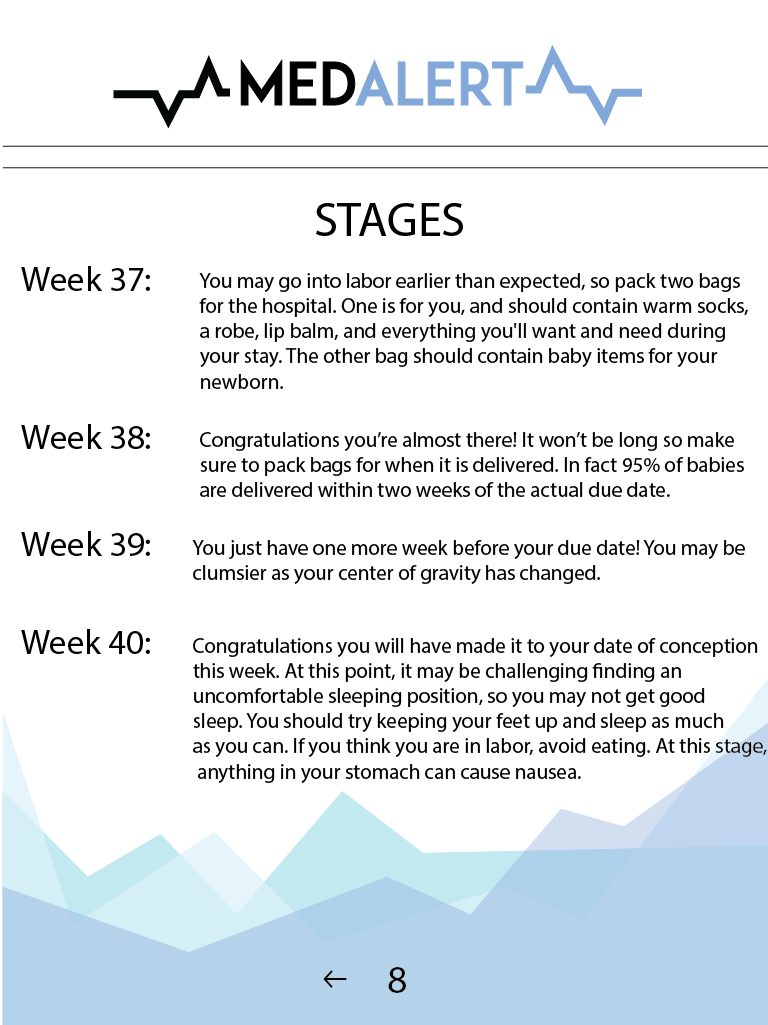 MEDALERT
STAGES
Week 37:
You may go into labor earlier than expected, so pack two bags
for the hospital. One is for you, and should contain warm socks,
a robe, lip balm, and everything you'll want and need during
your stay. The other bag should contain baby items for your
newborn.
Week 38:
Congratulations you’re almost there! It won’t be long so make
sure to pack bags for when it is delivered. In fact 95% of babies
are delivered within two weeks of the actual due date.
Week 39:
You just have one more week before your due date! You may be
clumsier as your center of gravity has changed.
Week 40:
Congratulations you will have made it to your date of conception
this week. At this point, it may be challenging finding an
uncomfortable sleeping position, so you may not get good
sleep. You should try keeping your feet up and sleep as much
as you can. If you think you are in labor, avoid eating. At this stage,
anything in your stomach can cause nausea.
← 8